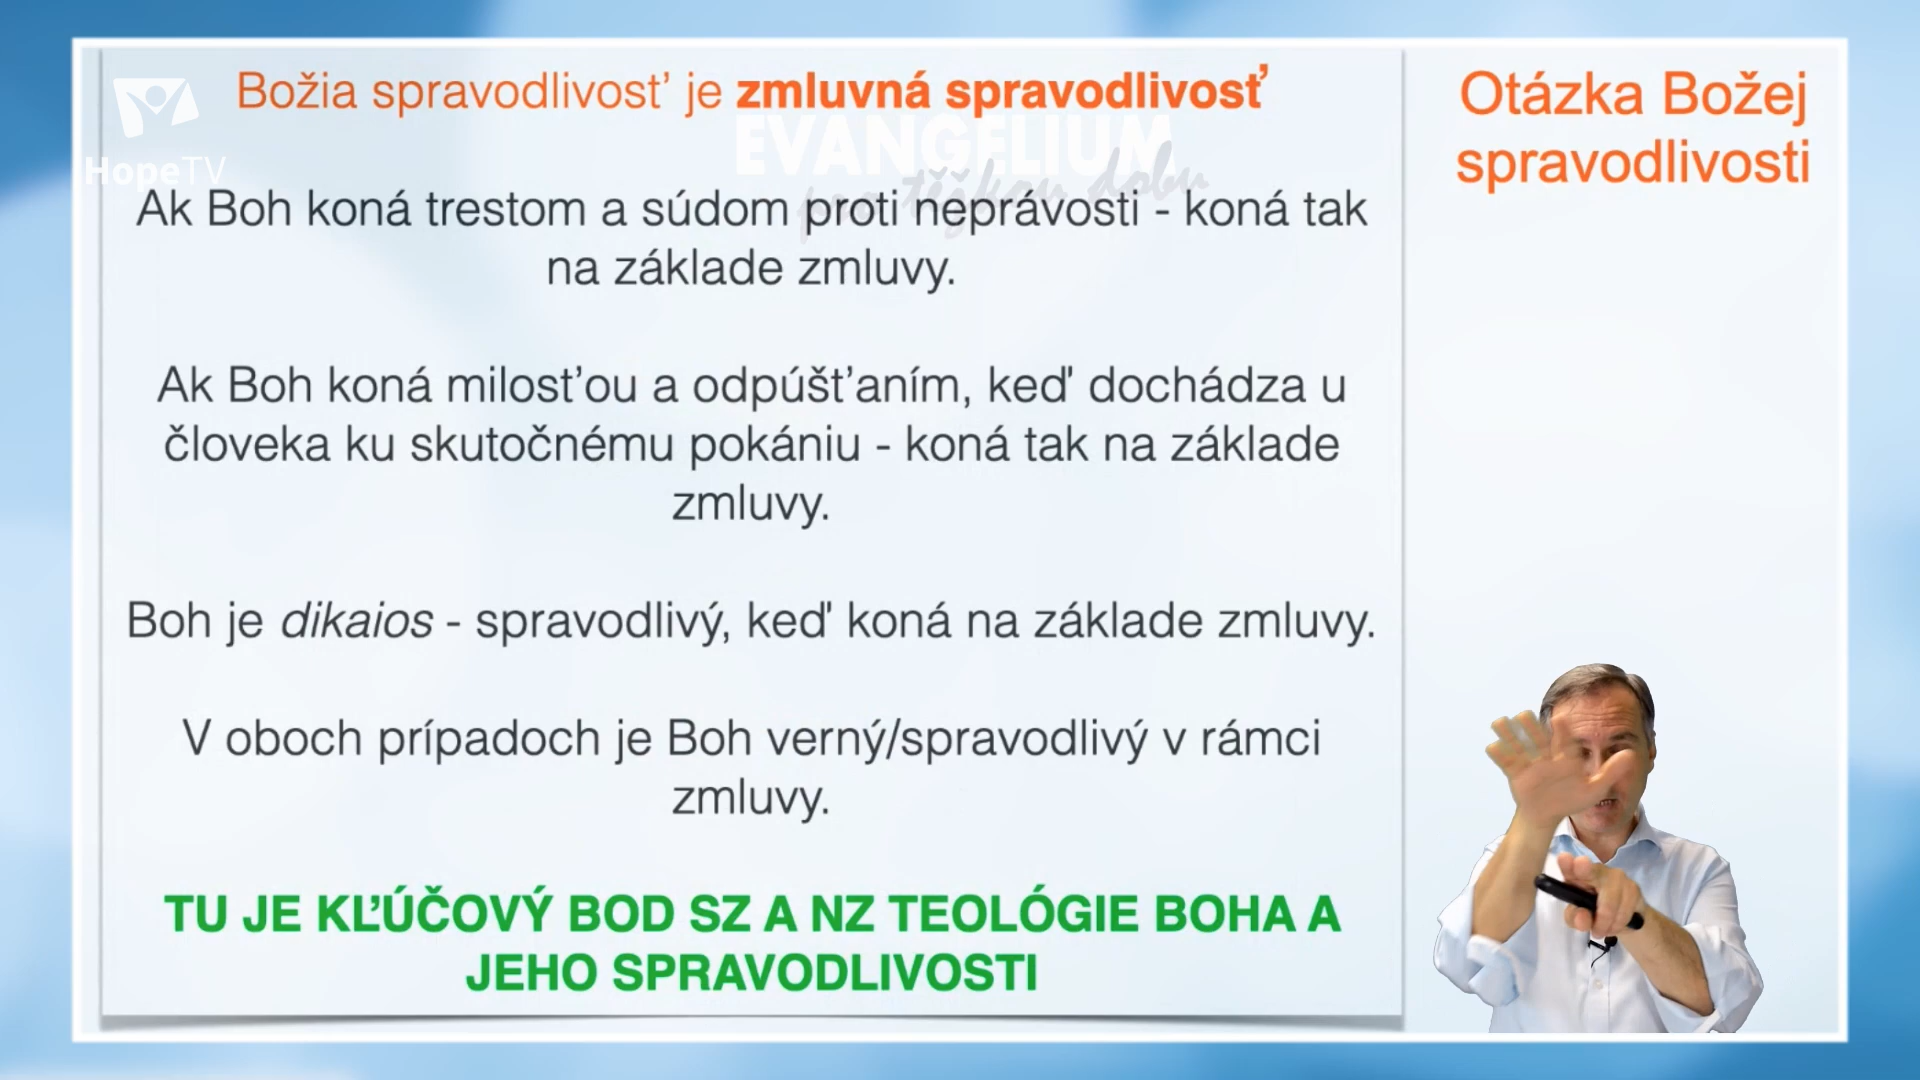 Božia spravodlivosť je zmluvná spravodlivosť
HopeTV
EVANGELIUM
pro těžkou dobu
Ak Boh koná trestom a súdom proti neprávosti - koná tak
na základe zmluvy.
Ak Boh koná milosťou a odpúšťaním, keď dochádza u
človeka ku skutočnému pokániu - koná tak na základe
zmluvy.
Boh je dikaios - spravodlivý, keď koná na základe zmluvy.
V oboch prípadoch je Boh verný/spravodlivý v rámci
zmluvy.
TU JE KĽÚČOVÝ BOD SZ A NZ TEOLÓGIE BOHA A
JEHO SPRAVODLIVOSTI
Otázka Božej
spravodlivosti